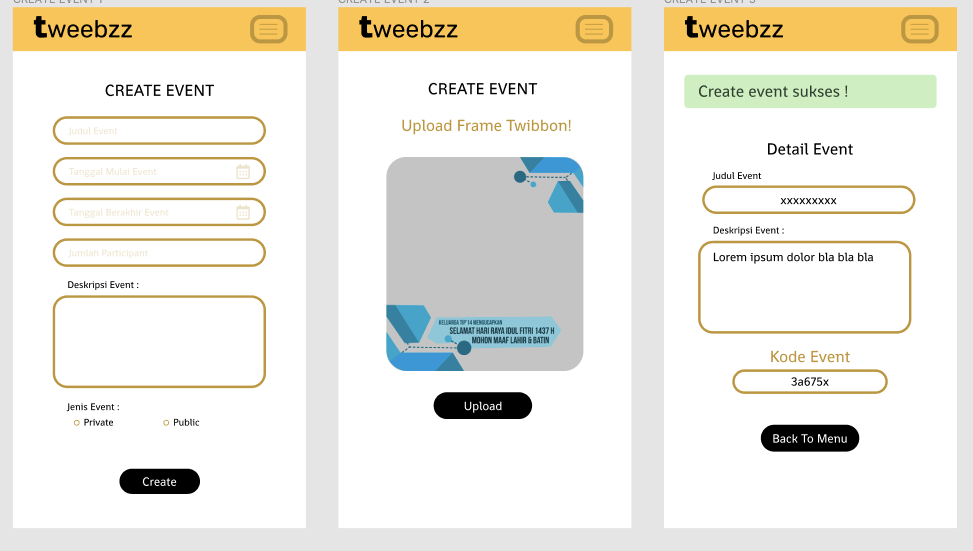 CREATE EVENT 1
tweebzz
CREATE EVENT
Judul Event
Tanggal Mulai Event
Tanggal Berakhir Event
Jumlah Participant
Deskripsi Event :
Jenis Event :
Private
Public
Create
CREATE EVENT 2
tweebzz
CREATE EVENT
Upload Frame Twibbon!
KELUARGA TIP'14 MENGUCAPKAN
SELAMAT HARI RAYA IDUL FITRI 1437 H
MOHON MAAF LAHIR & BATIN
Upload
CREATE EVENT 3
tweebzz
Create event sukses !
Detail Event
Judul Event
xxxxxxxxx
Deskripsi Event :
Lorem ipsum dolor bla bla bla
Kode Event
3a675x
Back To Menu